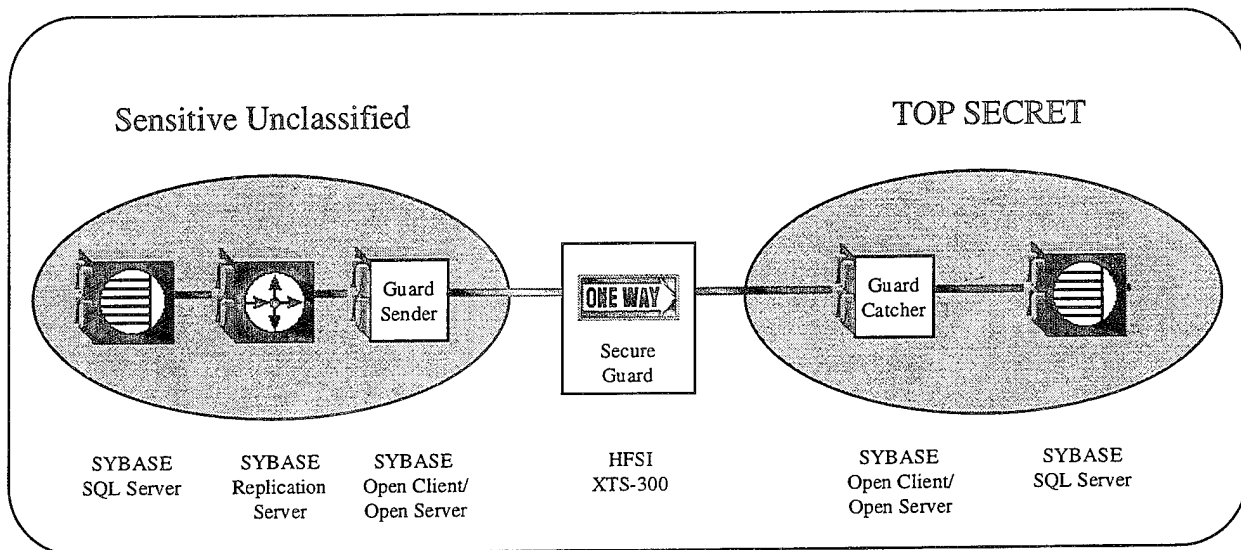 Sensitive Unclassified
TOP SECRET
Guard
Sender
ONE WAY
Secure
Guard
Guard
Catcher
SYBASE
SQL Server
SYBASE
Replication
Server
SYBASE
Open Client/
Open Server
HFSI
XTS-300
SYBASE
Open Client/
Open Server
SYBASE
SQL Server